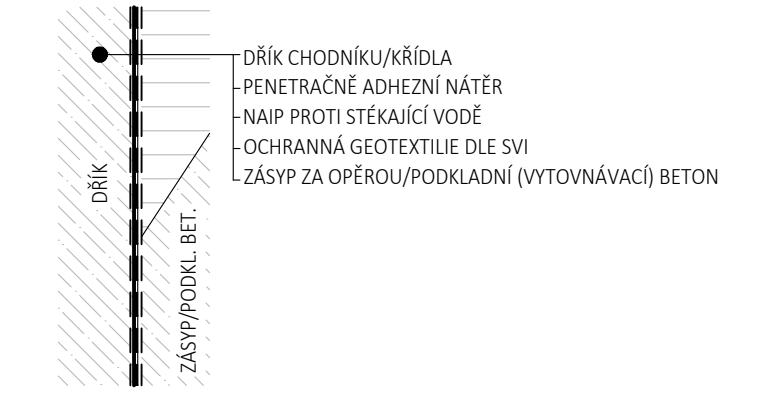 DŘÍK CHODNÍKU/KŘÍDLA
PENETRAČNĚ ADHEZNÍ NÁTĚR
NAIP PROTI STÉKAJÍCÍ VODĚ
OCHRANNÁ GEOTEXTILIE DLE SVI
ZÁSYP ZA OPĚROU/PODKLADNÍ (VYTOVNÁVACÍ) BETON
DŘÍK
ZÁSYP/PODKL. BET.